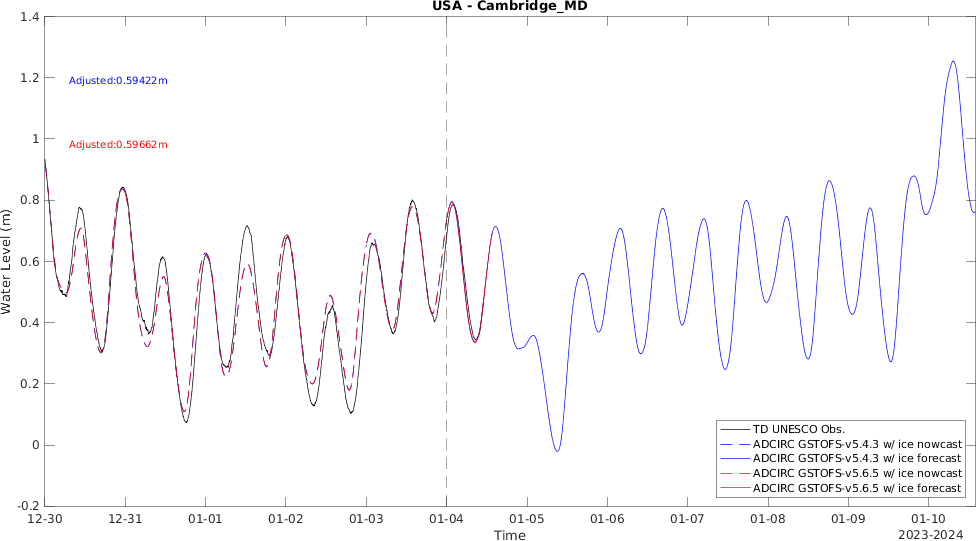 USA - Cambridge_MD
1.4
1.2
1
0.8
0.6
0.4
0.2
0
-0.2
Water Level (m)
Adjusted:0.59422m
Adjusted:0.59662m
TD UNESCO Obs.
ADCIRC GSTOFS-v5.4.3 w/ ice nowcast
ADCIRC GSTOFS-v5.4.3 w/ ice forecast
ADCIRC GSTOFS-v5.6.5 w/ ice nowcast
ADCIRC GSTOFS-v5.6.5 w/ ice forecast
12-30 12-31 01-01 01-02 01-03 01-04 01-05 01-06 01-07 01-08 01-09 01-10
Time
2023-2024